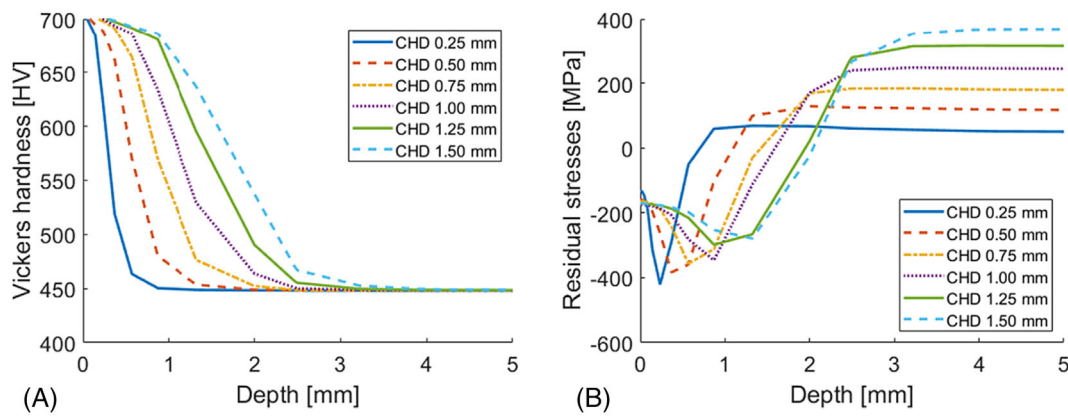 700
650
600
550
500
450
400
Vickers hardness [HV]
CHD 0.25 mm
CHD 0.50 mm
CHD 0.75 mm
CHD 1.00 mm
CHD 1.25 mm
CHD 1.50 mm
0 1 2 3 4 5
Depth [mm]
(A)
400
200
0
-200
-400
-600
Residual stresses [MPa]
CHD 0.25 mm
CHD 0.50 mm
CHD 0.75 mm
CHD 1.00 mm
CHD 1.25 mm
CHD 1.50 mm
0 1 2 3 4 5
Depth [mm]
(B)